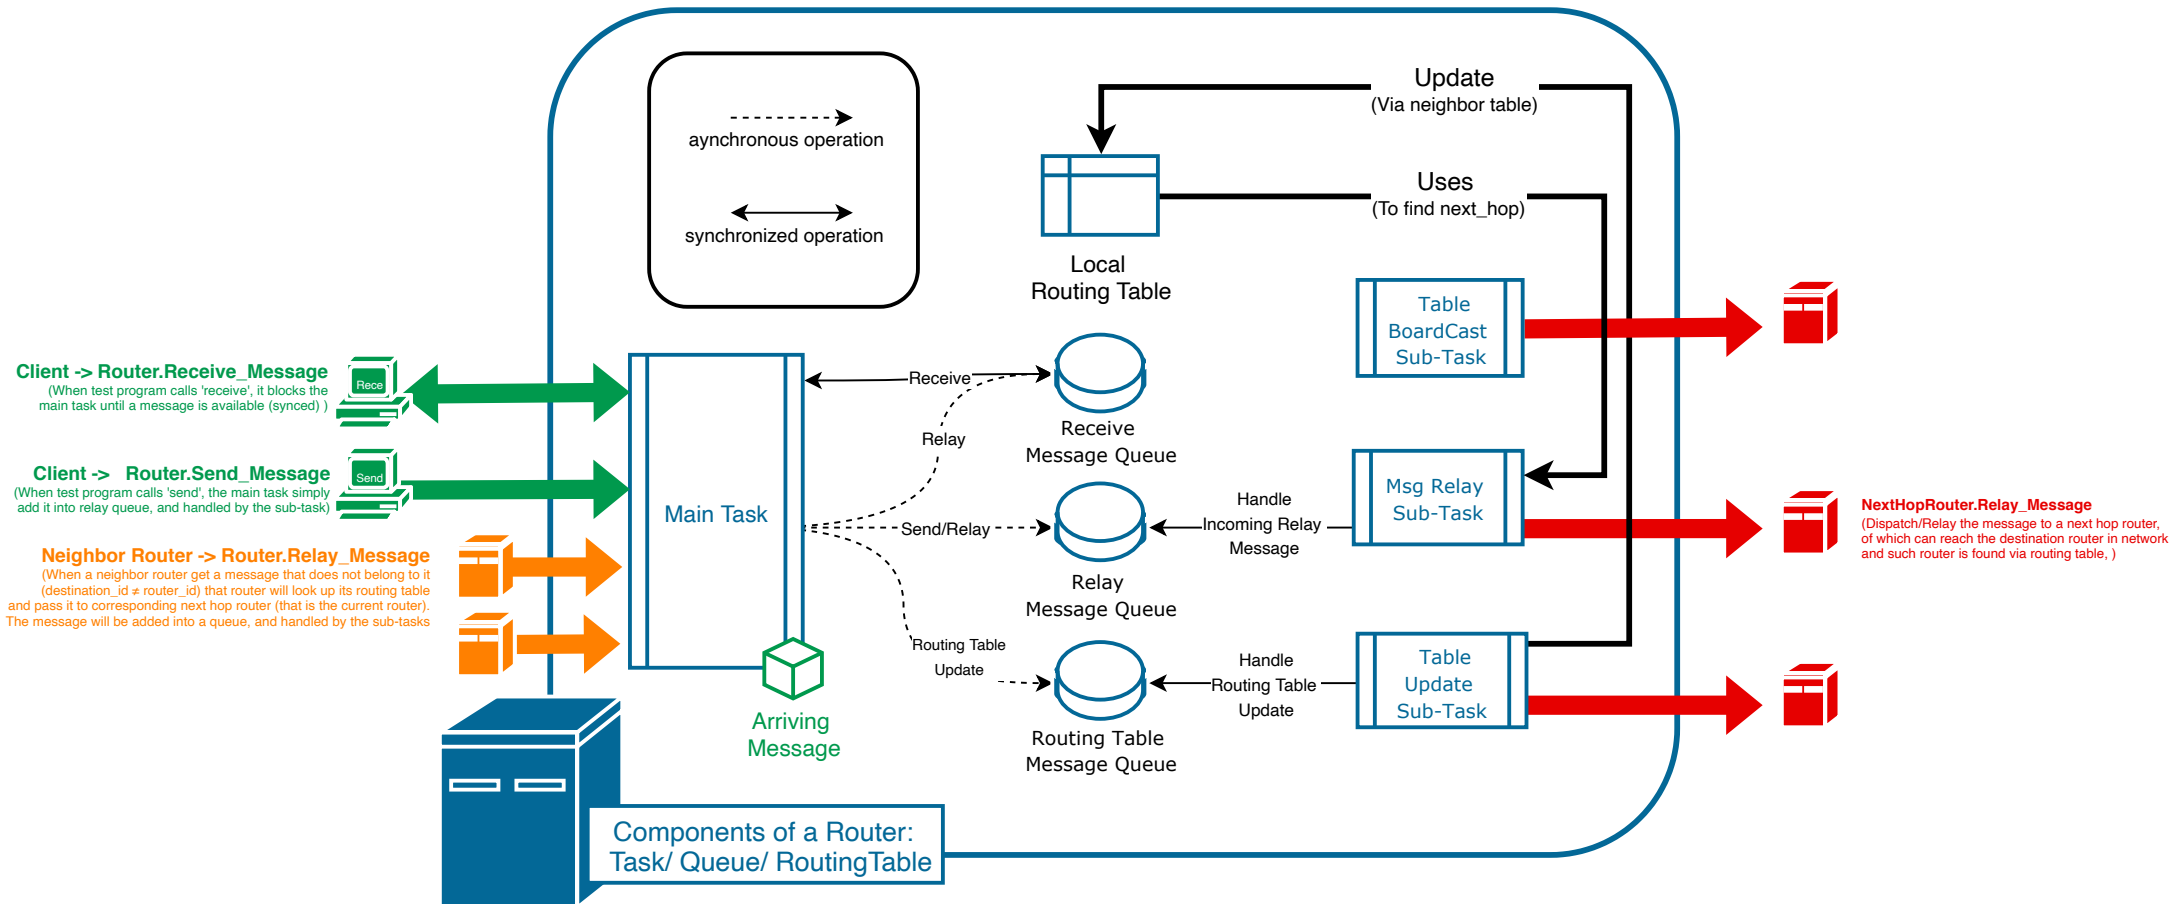 Update
(Via neighbor table)
aynchronous operation
Uses
(To find next_hop)
synchronized operation
Local
Routing Table
Table
BoardCast
Sub-Task
Client -> Router.Receive_Message
(When test program calls 'receive', it blocks the
main task until a message is available (synced) )
Rece
Receive
Receive
Message Queue
Relay
Client -> Router.Send_Message
(When test program calls 'send', the main task simply
add it into relay queue, and handled by the sub-task)
Send
Main Task
Send/Relay
Handle
Incoming Relay
Message
Msg Relay
Sub-Task
NextHopRouter.Relay_Message
(Dispatch/Relay the message to a next hop router,
of which can reach the destination router in network
and such router is found via routing table, )
Neighbor Router -> Router.Relay_Message
(When a neighbor router get a message that does not belong to it
(destination_id ≠ router_id) that router will look up its routing table
and pass it to corresponding next hop router (that is the current router).
The message will be added into a queue, and handled by the sub-tasks
Relay
Message Queue
Routing Table
Update
Handle
Routing Table
Update
Table
Update
Sub-Task
Arriving
Message
Routing Table
Message Queue
Components of a Router:
Task/ Queue/ RoutingTable